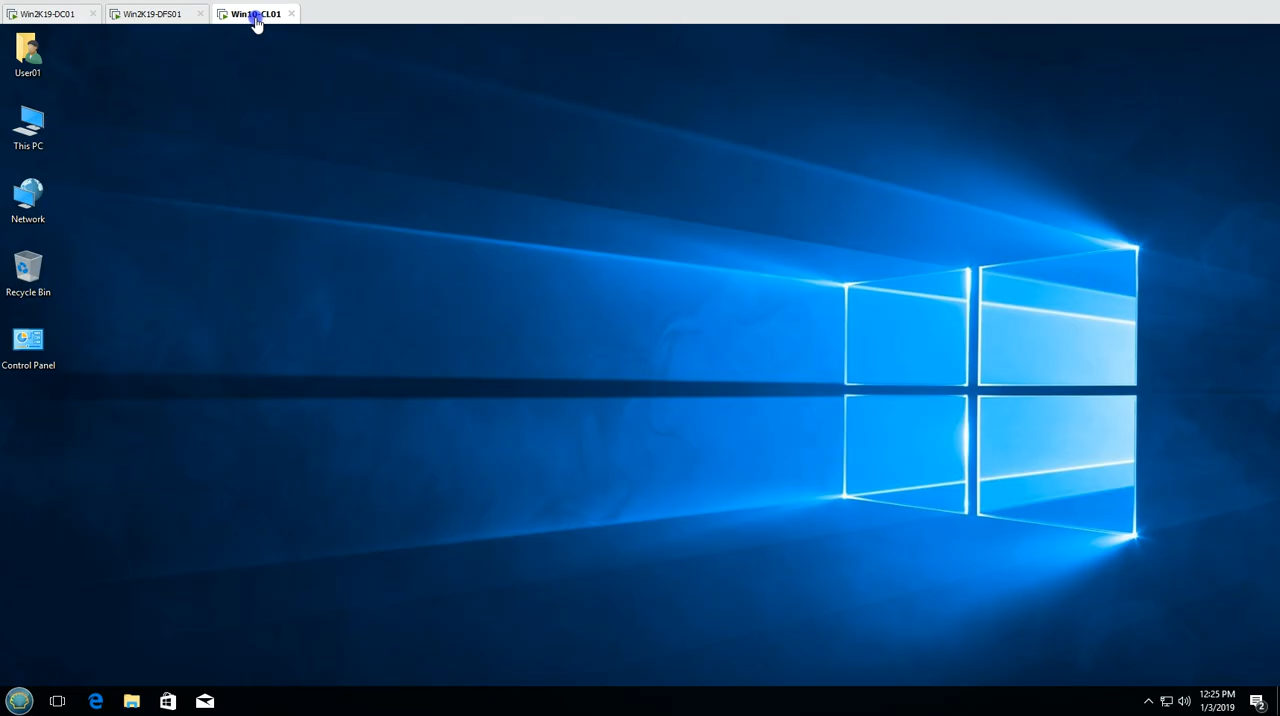 Win2K19-DC01
Win2K19-DFS01
Win10-CL01
User01
This PC
Network
Recycle Bin
Control Panel
12:25 PM
1/3/2019
2